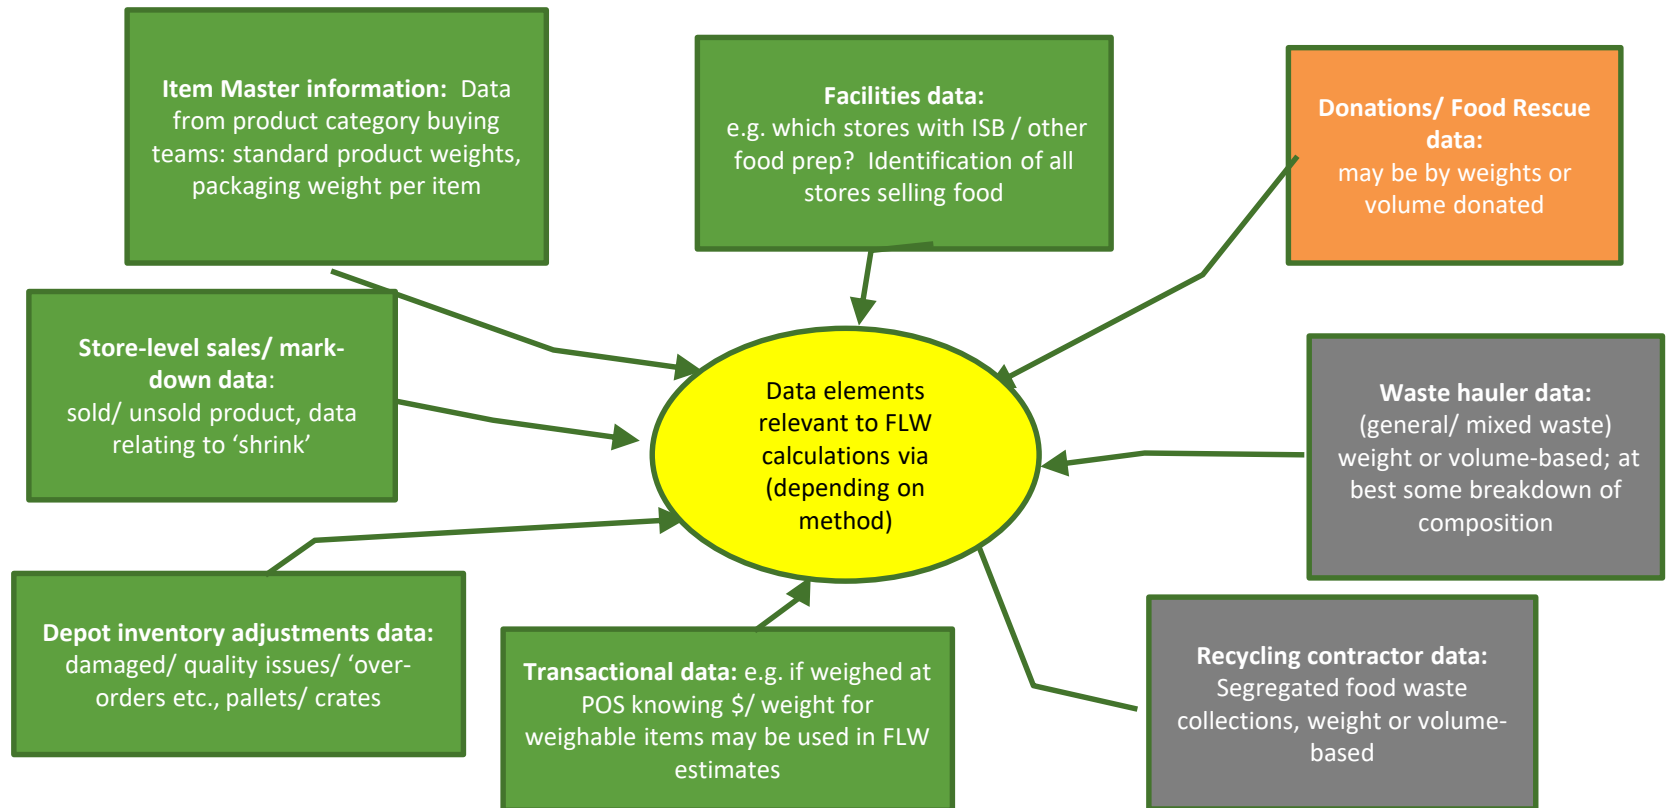 Item Master information:  Data
from product category buying
teams: standard product weights,
packaging weight per item
Facilities data:
e.g. which stores with ISB / other
food prep?  Identification of all
stores selling food
Donations/ Food Rescue
data:
may be by weights or
volume donated
Store-level sales/ mark-
down data:
sold/ unsold product, data
relating to ‘shrink’
Data elements
relevant to FLW
calculations via
(depending on
method)
Waste hauler data:
(general/ mixed waste)
weight or volume-based; at
best some breakdown of
composition
Depot inventory adjustments data:
damaged/ quality issues/ ‘over-
orders etc., pallets/ crates
Transactional data: e.g. if weighed at
POS knowing $/ weight for
weighable items may be used in FLW
estimates
Recycling contractor data:
Segregated food waste
collections, weight or volume-
based